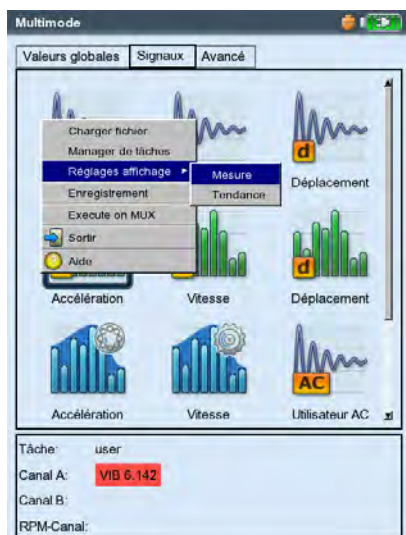 Multimode
Valeurs globales Signaux Avancé
Charger fichier
Manager de tâches
Réglages affichage
Mesure
Enregistrement
Tendance
Execute on MUX
Sortir
Aide
d
Déplacement
d
Accélération Vitesse Déplacement
AC
Accélération Vitesse Utilisateur AC
Tâche: user
Canal A: VIB 6.142
Canal B:
RPM-Canal: